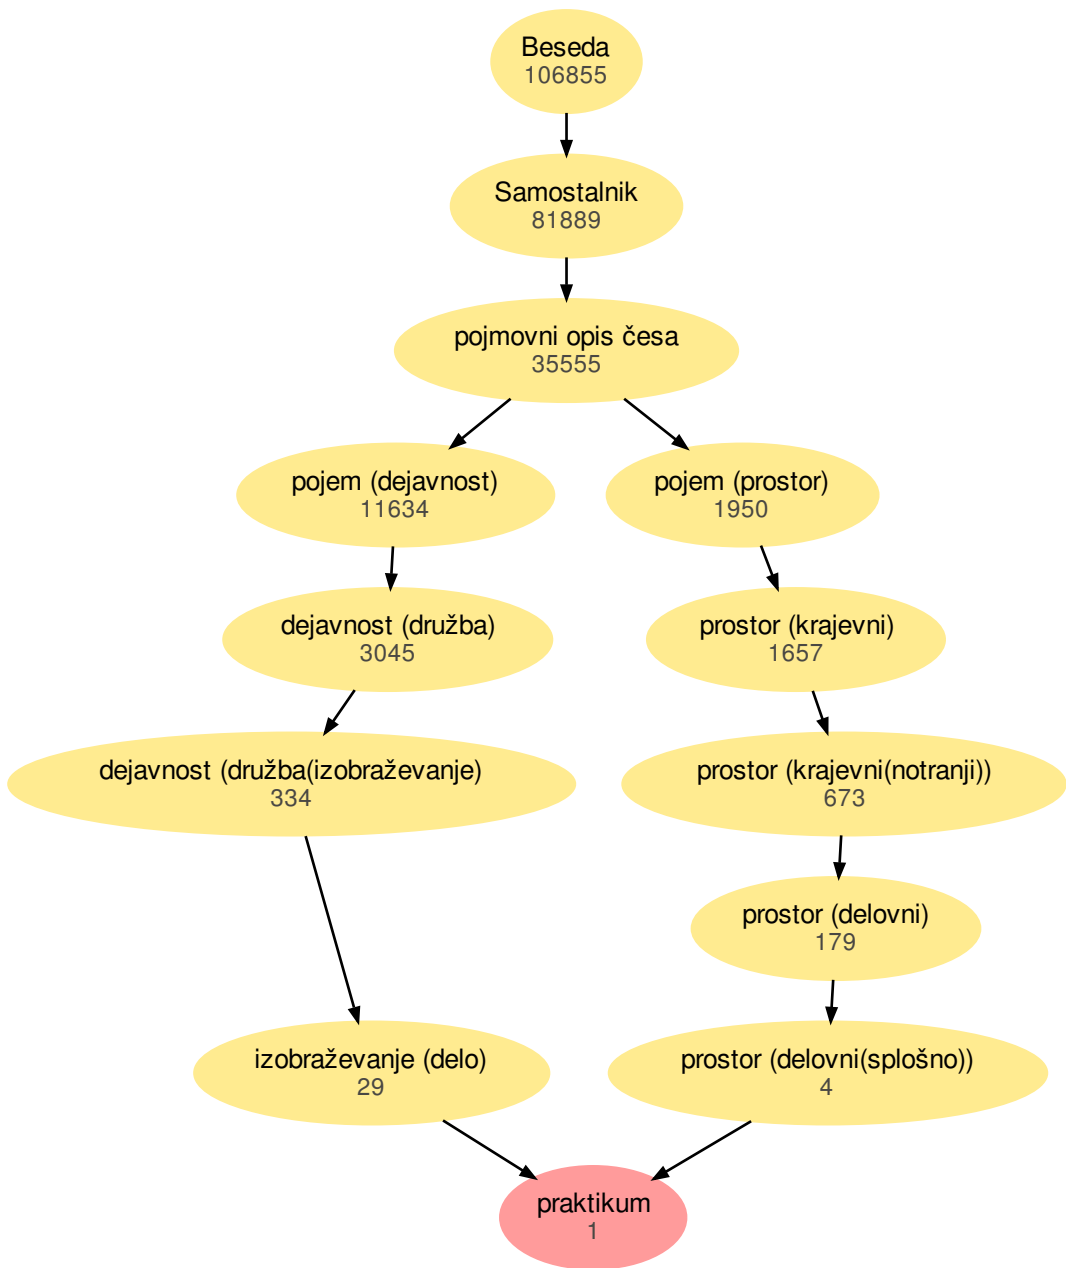 Beseda
106855
Samostalnik
81889
pojmovni opis česa
35555
pojem (dejavnost)
11634
pojem (prostor)
1950
dejavnost (družba)
3045
prostor (krajevni)
1657
dejavnost (družba(izobraževanje)
334
prostor (krajevni(notranji))
673
prostor (delovni)
179
izobraževanje (delo)
29
prostor (delovni(splošno))
4
praktikum
1